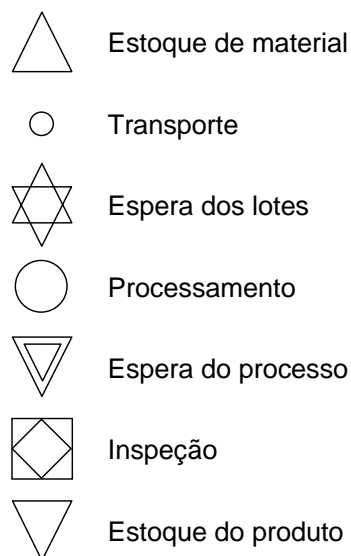 Estoque de material
Transporte
Espera dos lotes
Processamento
Espera do processo
Inspeção
Estoque do produto